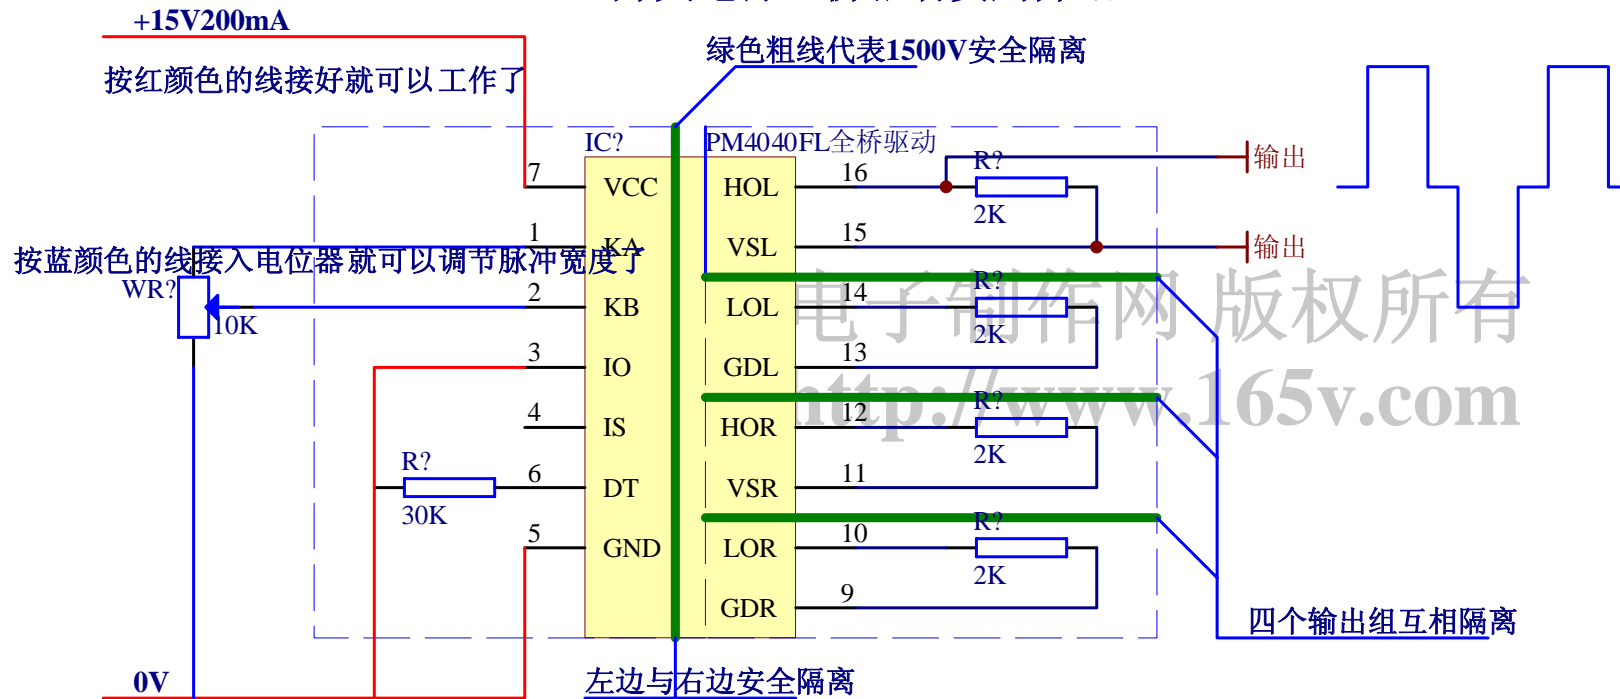 +15V200mA
绿色粗线代表1500V安全隔离
按红颜色的线接好就可以工作了
IC?
PM4040FL全桥驱动
7
VCC
HOL
16
R?
2K
输出
1
KA
VSL
15
输出
按蓝颜色的线接入电位器就可以调节脉冲宽度了
WR?
10K
2
KB
LOL
14
R?
2K
电子制作网 版权所有
3
IO
GDL
13
http://www.165v.com
4
IS
HOR
12
R?
2K
R?
30K
6
DT
VSR
11
5
GND
LOR
10
R?
2K
GDR
9
四个输出组互相隔离
0V
左边与右边安全隔离